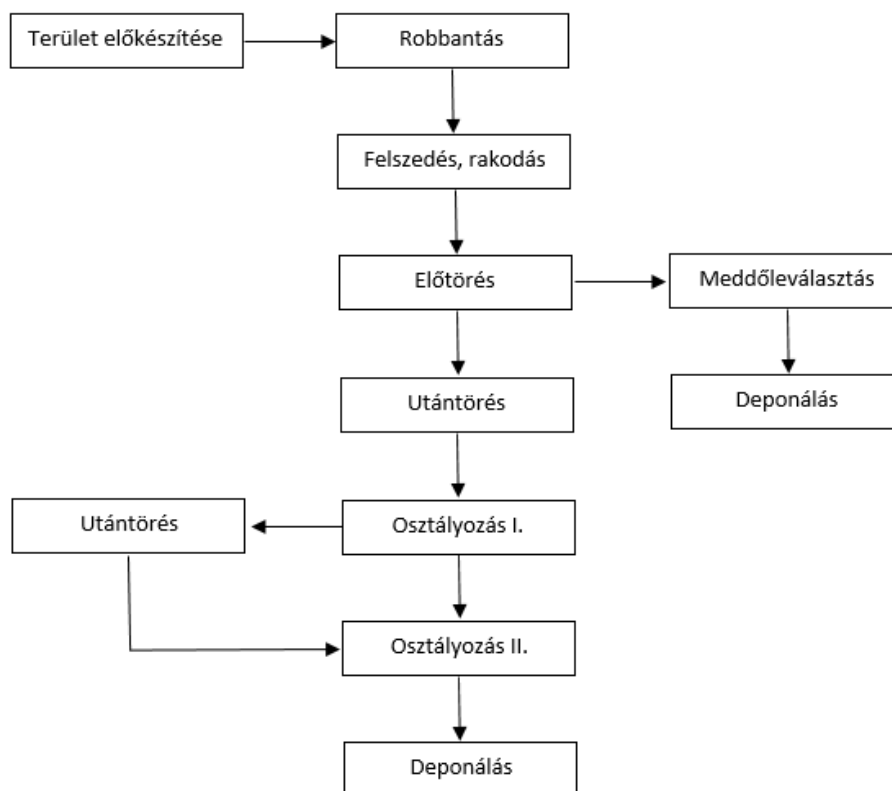 Terület előkészítése
Robbantás
Felszedés, rakodás
Előtörés
Meddőleválasztás
Utántörés
Deponálás
Utántörés
Osztályozás I.
Osztályozás II.
Deponálás